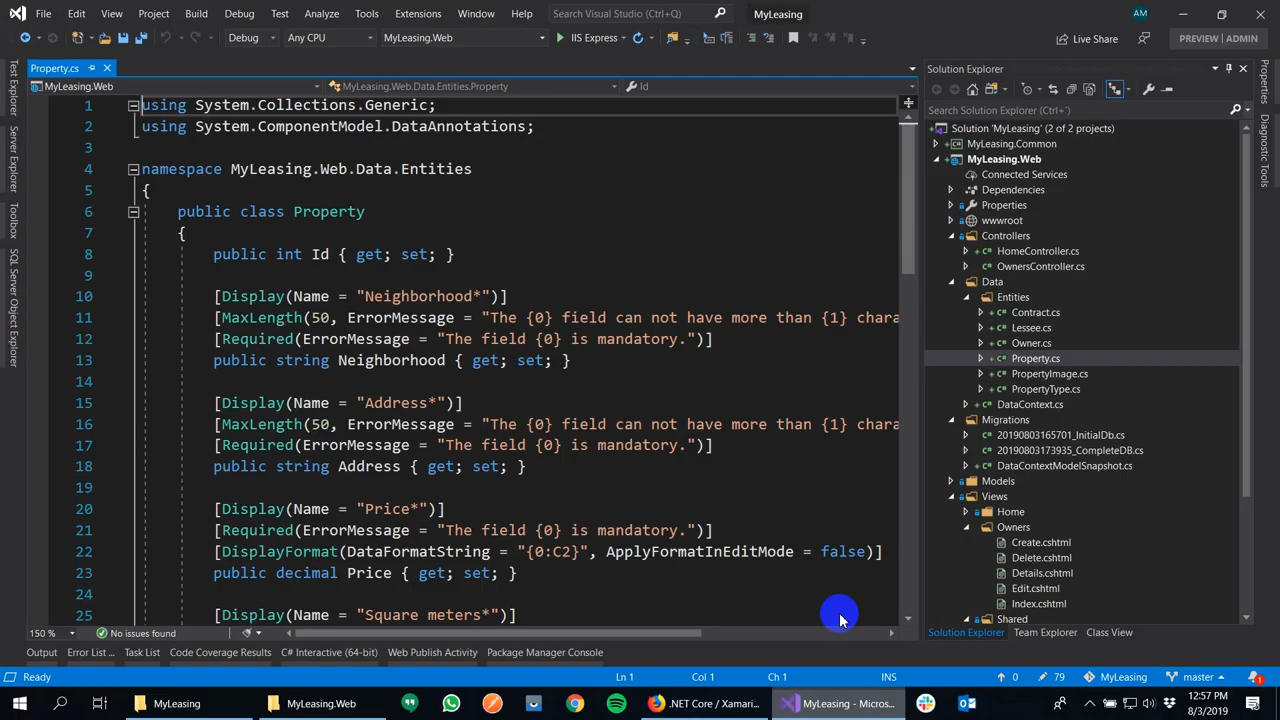 File Edit View Project Build Debug Test Analyze Tools Extensions Window Help Search Visual Studio (Ctrl+Q) MyLeasing AM
Debug Any CPU MyLeasing.Web IIS Express Live Share PREVIEW | ADMIN
Property.cs
MyLeasing.Web MyLeasing.Web.Data.Entities.Property Id
1 using System.Collections.Generic;
2 using System.ComponentModel.DataAnnotations;
3
4 namespace MyLeasing.Web.Data.Entities
5 {
6 public class Property
7 {
8 public int Id { get; set; }
9
10 [Display(Name = "Neighborhood*")]
11 [MaxLength(50, ErrorMessage = "The {0} field can not have more than {1} chara
12 [Required(ErrorMessage = "The field {0} is mandatory.")]
13 public string Neighborhood { get; set; }
14
15 [Display(Name = "Address*")]
16 [MaxLength(50, ErrorMessage = "The {0} field can not have more than {1} chara
17 [Required(ErrorMessage = "The field {0} is mandatory.")]
18 public string Address { get; set; }
19
20 [Display(Name = "Price*")]
21 [Required(ErrorMessage = "The field {0} is mandatory.")]
22 [DisplayFormat(DataFormatString = "{0:C2}", ApplyFormatInEditMode = false)]
23 public decimal Price { get; set; }
24
25 [Display(Name = "Square meters*")]
150 % No issues found
Test Explorer
Server Explorer
Toolbox
SQL Server Object Explorer
Solution Explorer
Search Solution Explorer (Ctrl+´)
Solution 'MyLeasing' (2 of 2 projects)
MyLeasing.Common
MyLeasing.Web
Connected Services
Dependencies
Properties
wwwroot
Controllers
HomeController.cs
OwnersController.cs
Data
Entities
Contract.cs
Lessee.cs
Owner.cs
Property.cs
PropertyImage.cs
PropertyType.cs
DataContext.cs
Migrations
20190803165701_InitialDb.cs
20190803173935_CompleteDB.cs
DataContextModelSnapshot.cs
Models
Views
Home
Owners
Create.cshtml
Delete.cshtml
Details.cshtml
Edit.cshtml
Index.cshtml
Shared
Solution Explorer Team Explorer Class View
Properties
Diagnostic Tools
Output Error List ... Task List Code Coverage Results C# Interactive (64-bit) Web Publish Activity Package Manager Console
Ready Ln 1 Col 1 Ch 1 INS 0 79 MyLeasing master 1
MyLeasing MyLeasing.Web .NET Core / Xamari... MyLeasing - Micros... 12:57 PM
8/3/2019